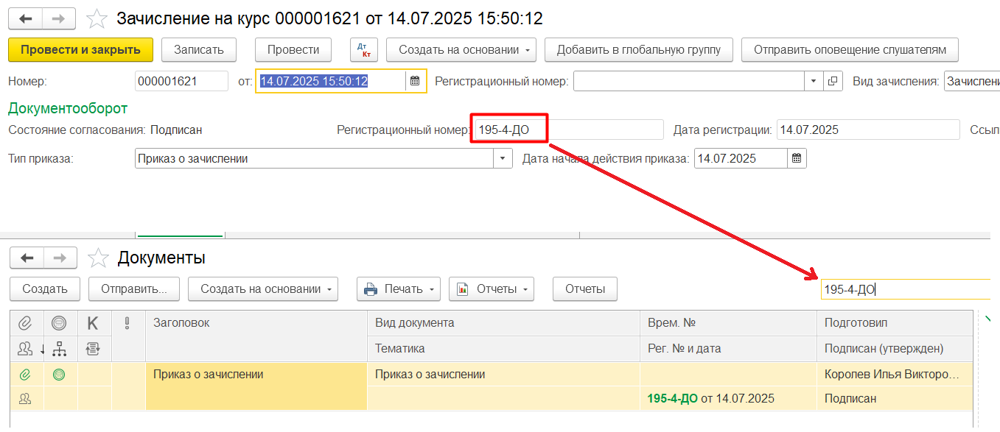 Зачисление на курс 000001621 от 14.07.2025 15:50:12
Провести и закрыть Записать Провести Дт Кт Создать на основании Добавить в глобальную группу Отправить оповещение слушателям
Номер: 000001621 от: 14.07.2025 15:50:12 Регистрационный номер: Вид зачисления: Зачислени
Документооборот
Состояние согласования: Подписан Регистрационный номер: 195-4-ДО Дата регистрации: 14.07.2025 Ссыл
Тип приказа: Приказ о зачислении Дата начала действия приказа: 14.07.2025
Документы
Создать Отправить... Создать на основании Печать Отчеты Отчеты 195-4-ДО
K Заголовок Вид документа Врем. № Подготовил
Тематика Рег. № и дата Подписан (утвержден)
Приказ о зачислении Приказ о зачислении Королев Илья Викторо...
195-4-ДО от 14.07.2025 Подписан